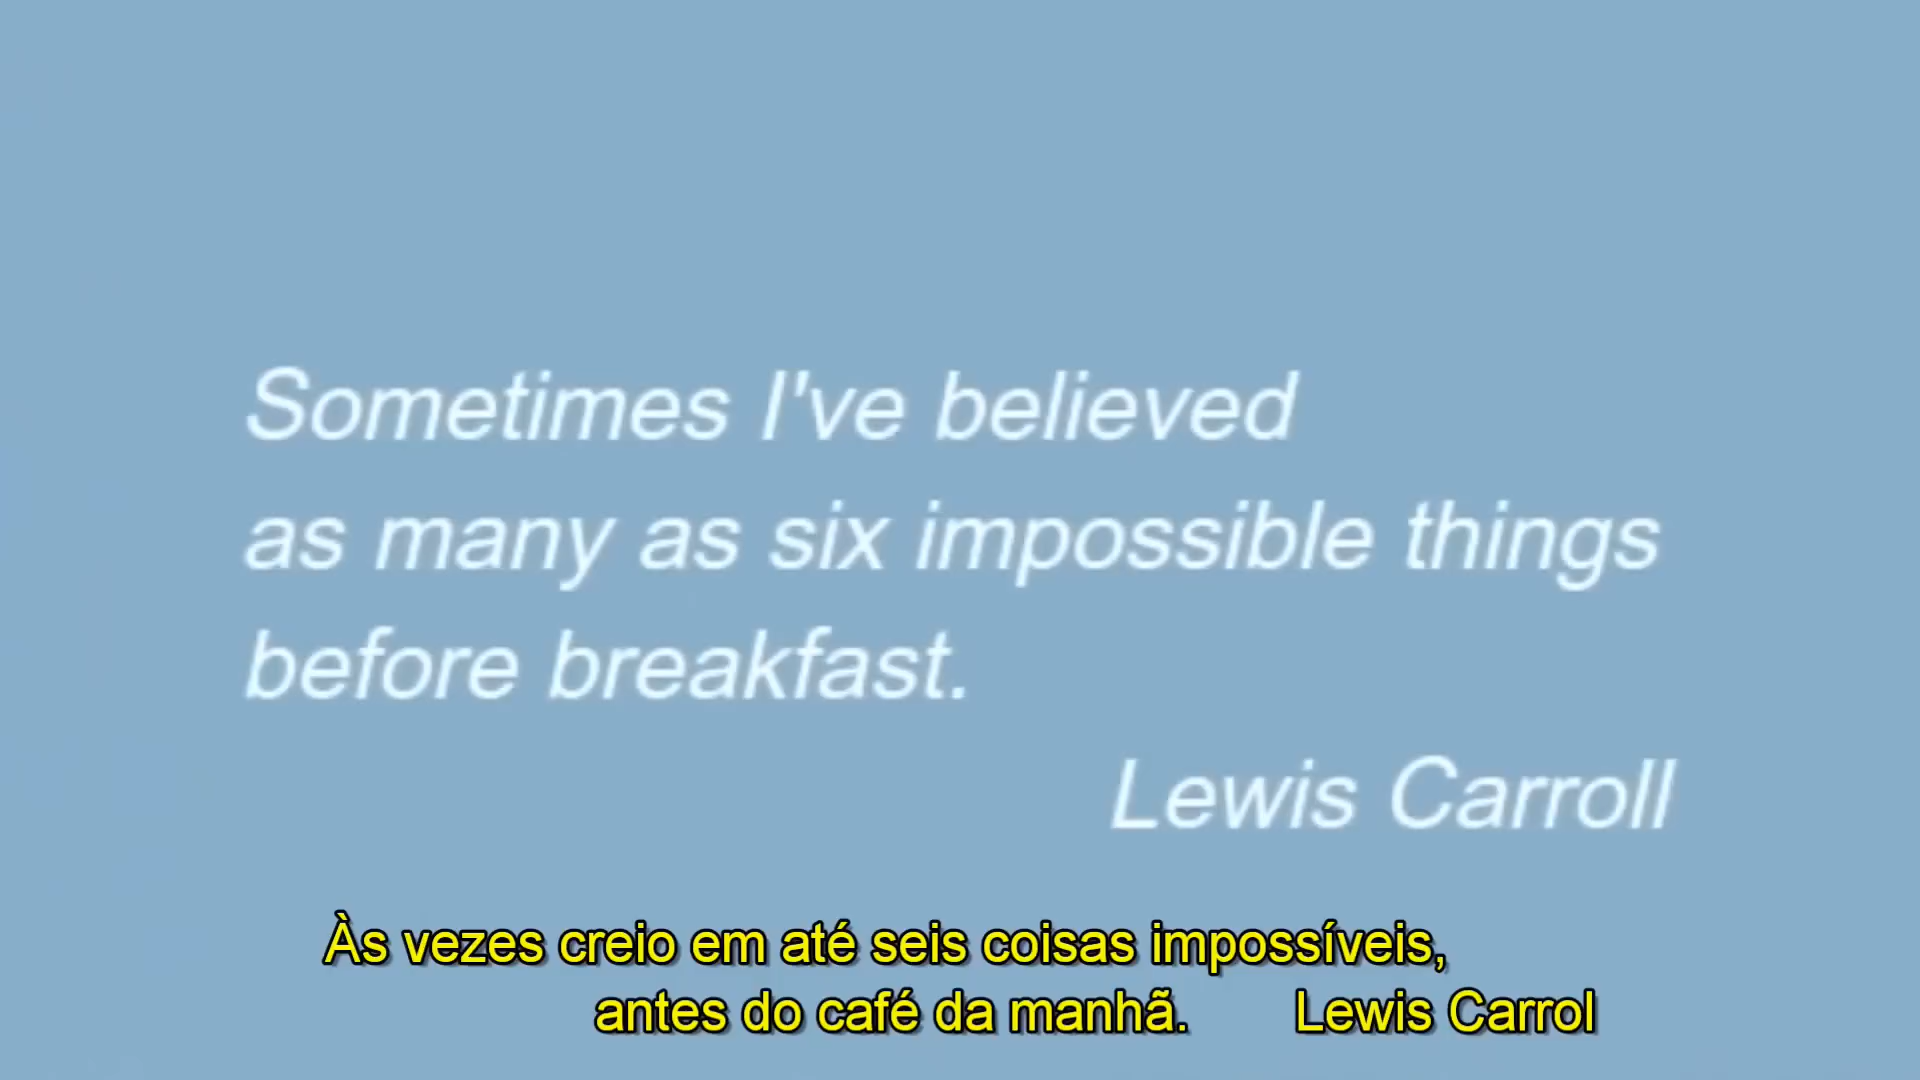 Sometimes I've believed
as many as six impossible things
before breakfast.
Lewis Carroll
Às vezes creio em até seis coisas impossíveis,
antes do café da manhã. Lewis Carrol